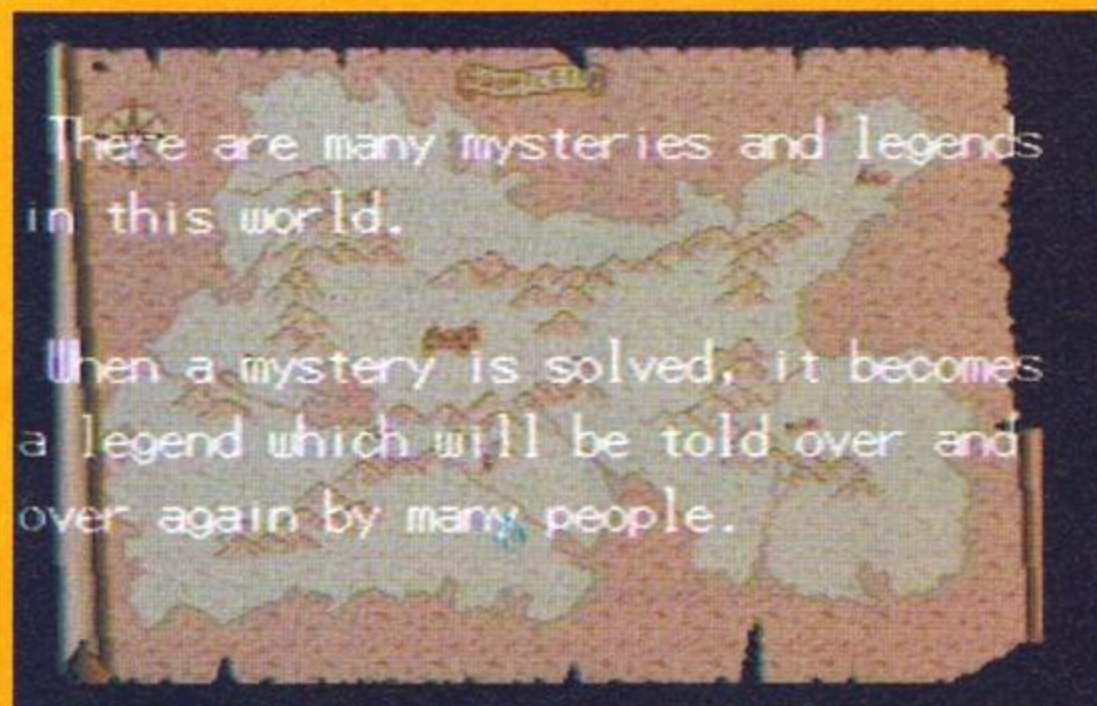 There are many mysteries and legends
in this world.
When a mystery is solved, it becomes
a legend which will be told over and
over again by many people.